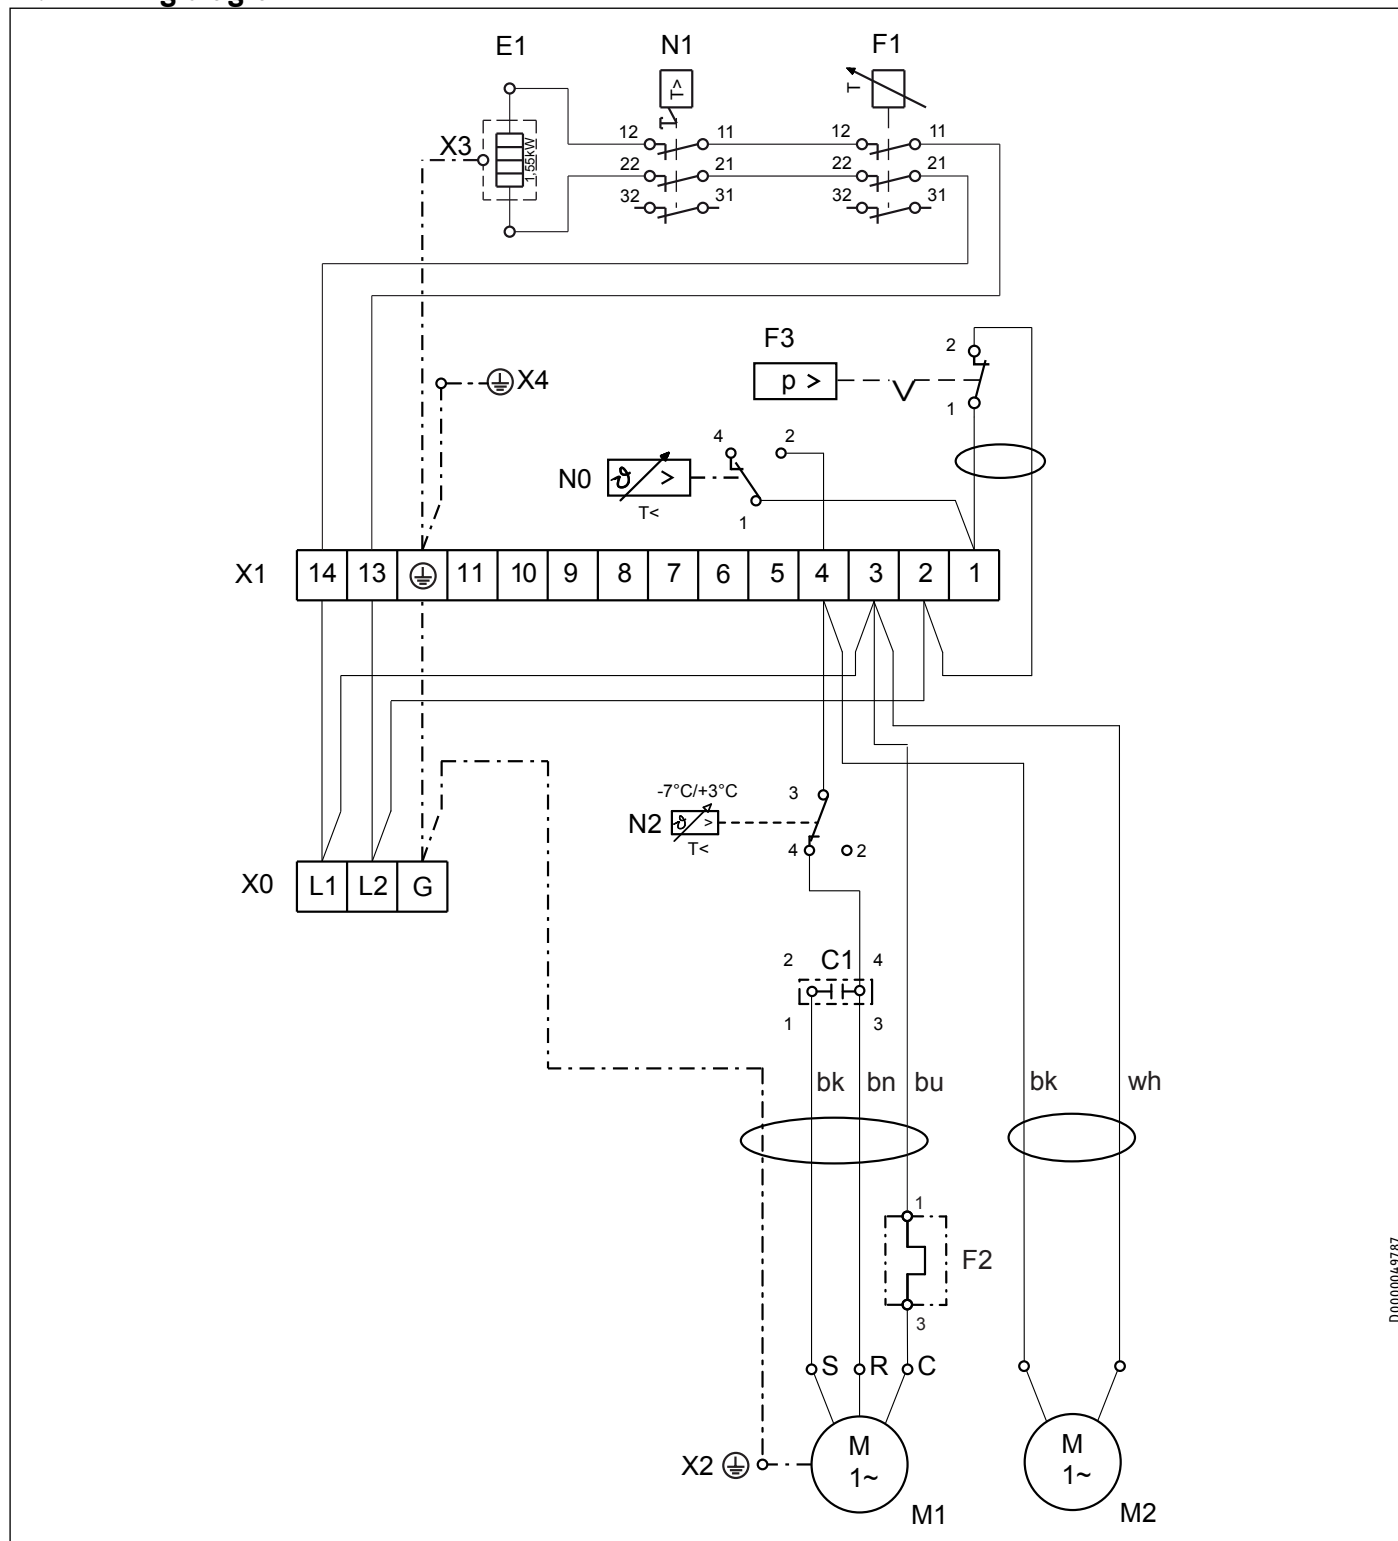 E1 N1 F1
T> T
12 11 12 11
X3 1,55kW
22 21 22 21
32 31 32 31
F3 2
p >
X4
1
4 2
N0 ϑ >
T< 1
X1 14 13 11 10 9 8 7 6 5 4 3 2 1
-7°C/+3°C 3
N2 ϑ >
T< 4 2
X0 L1 L2 G
2 C1 4
1 3
bk bn bu bk wh
1
F2
3
S R C
M M
X2 1~ 1~
M1 M2
D0000049787